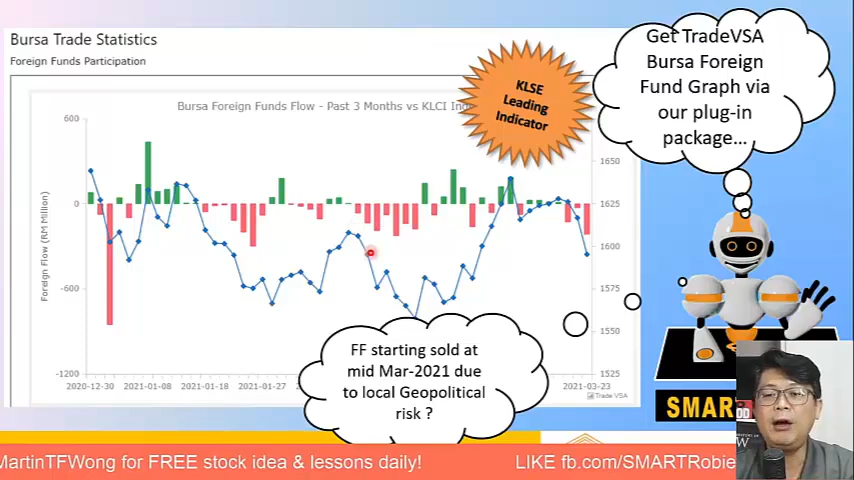 Bursa Trade Statistics
Foreign Funds Participation
Bursa Foreign Funds Flow - Past 3 Months vs KLCI
KLSE
Leading
Indicator
Get TradeVSA
Bursa Foreign
Fund Graph via
our plug-in
package...
Foreign Flow (RM Million)
600
0
-600
-1200
1650
1625
1600
1575
1550
1525
2020-12-30
2021-01-08
2021-01-18
2021-01-27
2021-03-23
Trade VSA
FF starting sold at
mid Mar-2021 due
to local Geopolitical
risk ?
SMAR
MartinTFWong for FREE stock idea & lessons daily!
LIKE fb.com/SMARTRobie